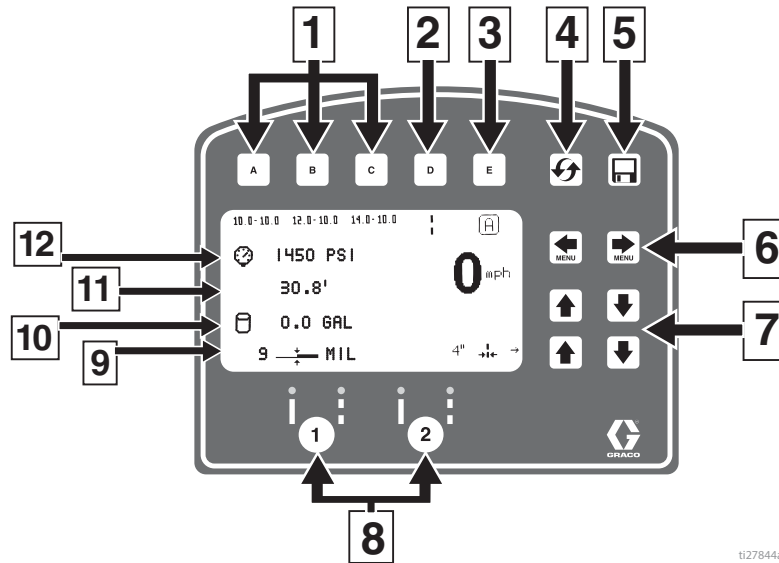 1
2
3
4
5
A
B
C
D
E
10.0-10.0 12.0-10.0 14.0-10.0
A
12
1450 PSI
0 mph
MENU
MENU
6
11
30.8'
10
0.0 GAL
7
9
9 MIL
4"
1
2
GRACO
8
ti27844a